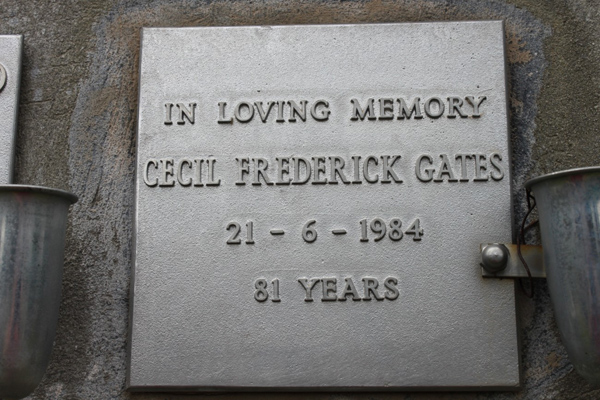 IN LOVING MEMORY
CECIL FREDERICK GATES
21 - 6 - 1984
81 YEARS